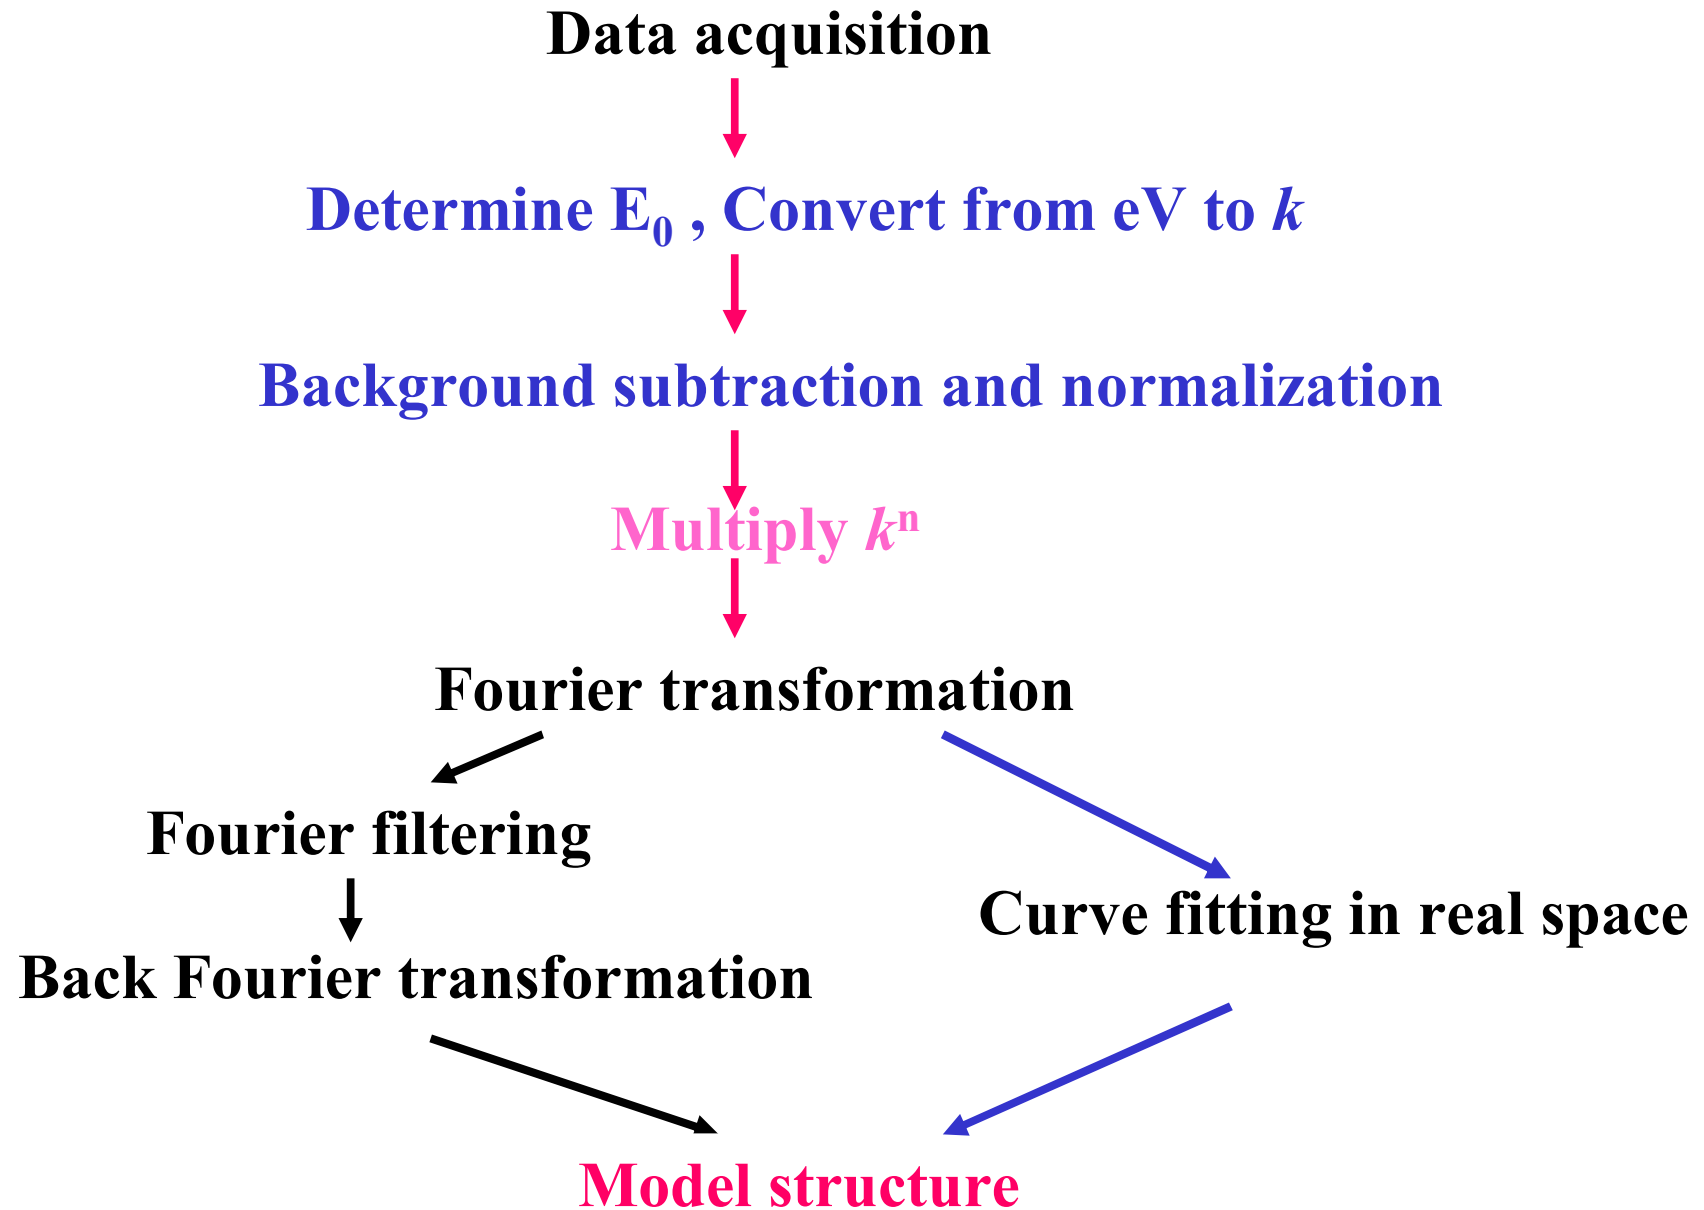 Data acquisition
Determine E₀ , Convert from eV to k
Background subtraction and normalization
Multiply kⁿ
Fourier transformation
Fourier filtering
Curve fitting in real space
Back Fourier transformation
Model structure